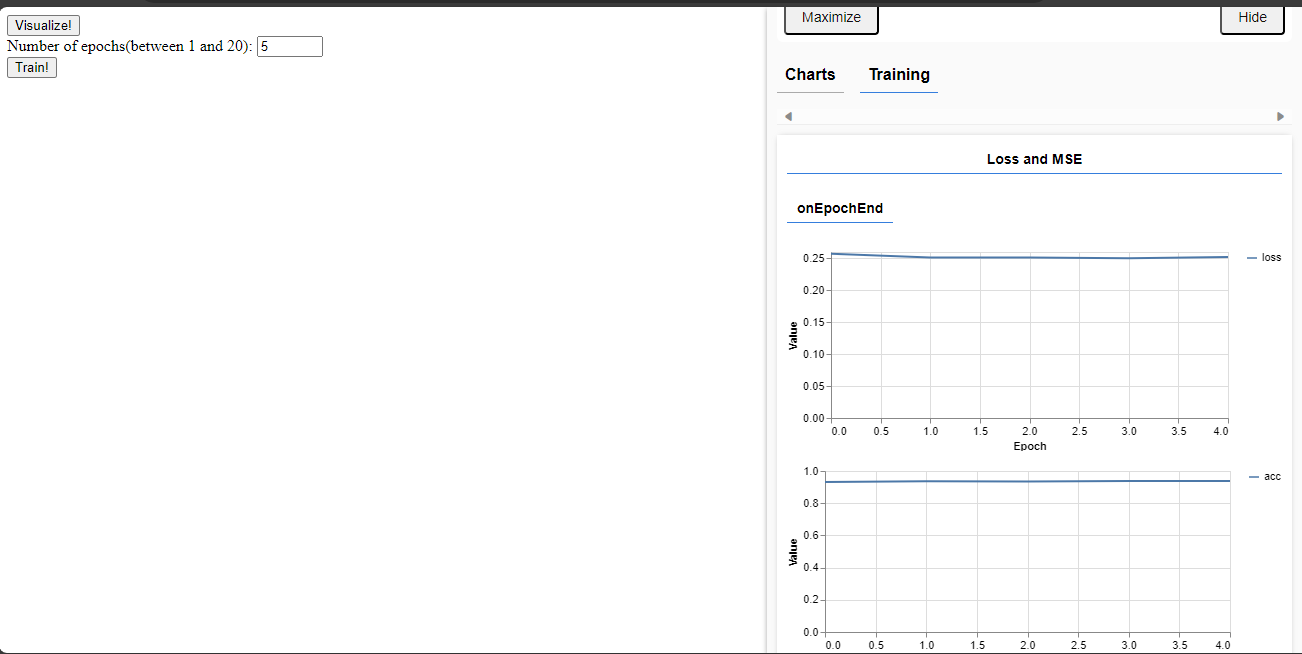 Visualize!
Number of epochs(between 1 and 20): 5
Train!
Maximize
Hide
Charts
Training
Loss and MSE
onEpochEnd
0.25
0.20
0.15
0.10
0.05
0.00
Value
0.0 0.5 1.0 1.5 2.0 2.5 3.0 3.5 4.0
Epoch
loss
1.0
0.8
0.6
0.4
0.2
0.0
Value
0.0 0.5 1.0 1.5 2.0 2.5 3.0 3.5 4.0
acc